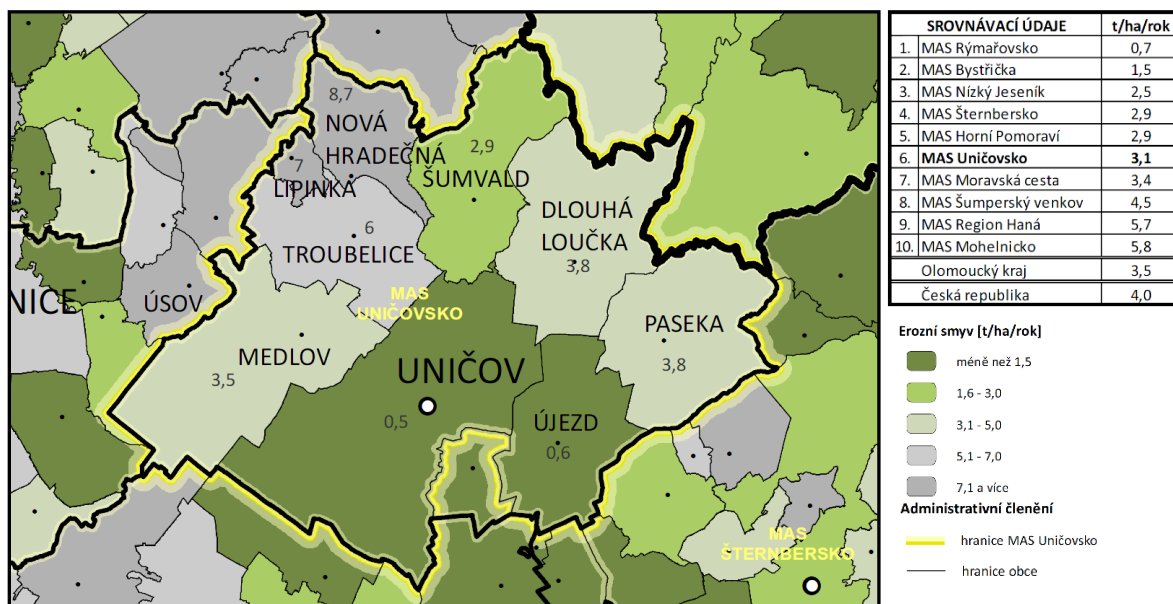 8,7
NOVÁ
HRADEČNÁ
7
LIPINKA
2,9
ŠUMVALD
6
TROUBELICE
DLOUHÁ
LOUČKA
3,8
ÚSOV
NICE
MAS
UNIČOVSKO
MEDLOV
3,5
PASEKA
3,8
UNIČOV
0,5
ÚJEZD
0,6
MAS
ŠTERNBERSKO
SROVNÁVACÍ ÚDAJE t/ha/rok
1. MAS Rýmařovsko 0,7
2. MAS Bystřička 1,5
3. MAS Nízký Jeseník 2,5
4. MAS Šternbersko 2,9
5. MAS Horní Pomoraví 2,9
6. MAS Uničovsko 3,1
7. MAS Moravská cesta 3,4
8. MAS Šumperský venkov 4,5
9. MAS Region Haná 5,7
10. MAS Mohelnicko 5,8
Olomoucký kraj 3,5
Česká republika 4,0
Erozní smyv [t/ha/rok]
méně než 1,5
1,6 - 3,0
3,1 - 5,0
5,1 - 7,0
7,1 a více
Administrativní členění
hranice MAS Uničovsko
hranice obce